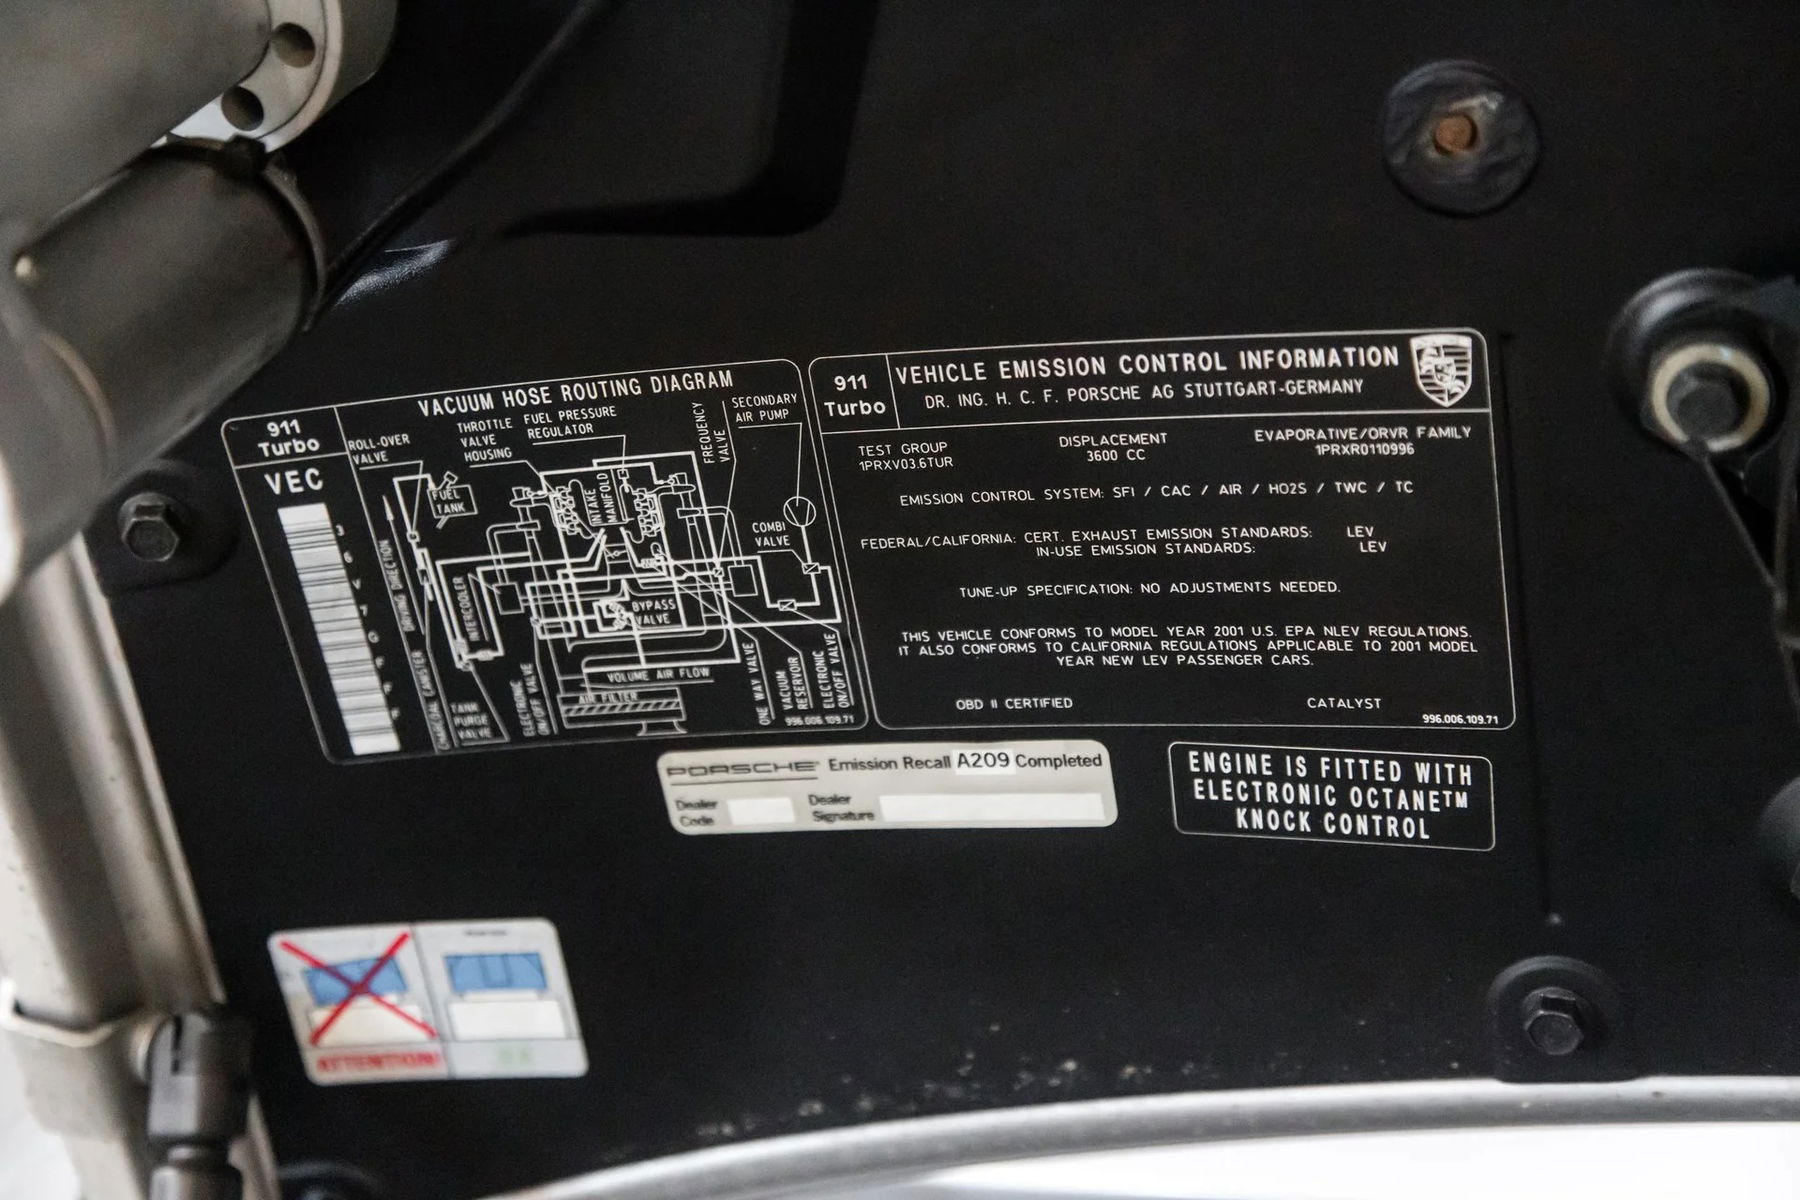 911
Turbo
VEC
VACUUM HOSE ROUTING DIAGRAM
ROLL-OVER
VALVE
THROTTLE
VALVE
HOUSING
FUEL PRESSURE
REGULATOR
FREQUENCY
VALVE
SECONDARY
AIR PUMP
FUEL
TANK
INTAKE
MANIFOLD
COMBI
VALVE
DRIVING DIRECTION
INTERCOOLER
BYPASS
VALVE
VOLUME AIR FLOW
AIR FILTER
CHARCOAL CANISTER
TANK
PURGE
VALVE
ELECTRONIC
ON/OFF VALVE
ONE WAY VALVE
VACUUM
RESERVOIR
ELECTRONIC
ON/OFF VALVE
996.006.109.71
911
Turbo
VEHICLE EMISSION CONTROL INFORMATION
DR. ING. H. C. F. PORSCHE AG STUTTGART-GERMANY
TEST GROUP
1PRXV03.6TUR
DISPLACEMENT
3600 CC
EVAPORATIVE/ORVR FAMILY
1PRXR0110996
EMISSION CONTROL SYSTEM: SFI / CAC / AIR / HO2S / TWC / TC
FEDERAL/CALIFORNIA: CERT. EXHAUST EMISSION STANDARDS: LEV
IN-USE EMISSION STANDARDS: LEV
TUNE-UP SPECIFICATION: NO ADJUSTMENTS NEEDED.
THIS VEHICLE CONFORMS TO MODEL YEAR 2001 U.S. EPA NLEV REGULATIONS.
IT ALSO CONFORMS TO CALIFORNIA REGULATIONS APPLICABLE TO 2001 MODEL
YEAR NEW LEV PASSENGER CARS.
OBD II CERTIFIED CATALYST
996.006.109.71
PORSCHE Emission Recall A209 Completed
Dealer
Code
Dealer
Signature
ENGINE IS FITTED WITH
ELECTRONIC OCTANE™
KNOCK CONTROL
ATTENTION!